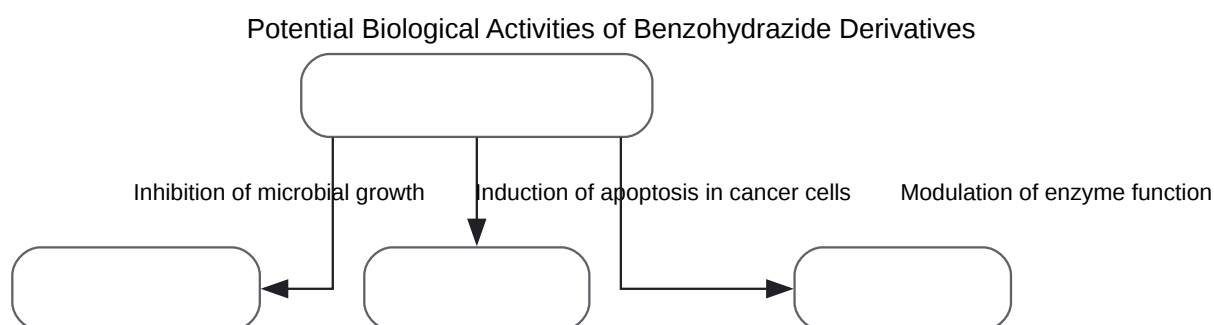 Potential Biological Activities of Benzohydrazide Derivatives
Inhibition of microbial growth
Induction of apoptosis in cancer cells
Modulation of enzyme function